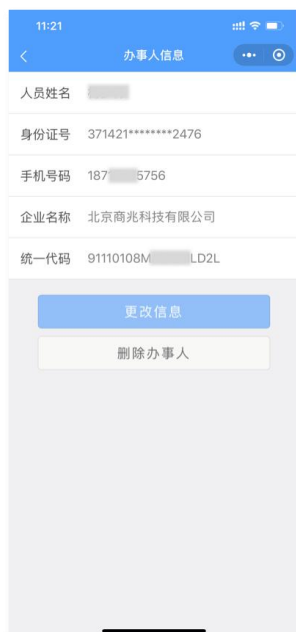 11:21
办事人信息
人员姓名
身份证号 371421********2476
手机号码 187 5756
企业名称 北京商兆科技有限公司
统一代码 91110108M LD2L
更改信息
删除办事人